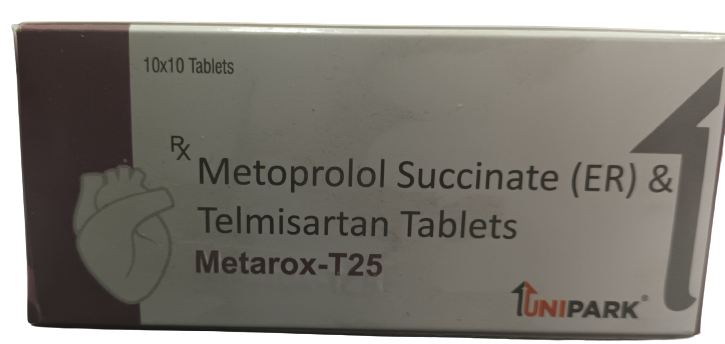 10x10 Tablets
Rx Metoprolol Succinate (ER) &
Telmisartan Tablets
Metarox-T25
UNIPARK®